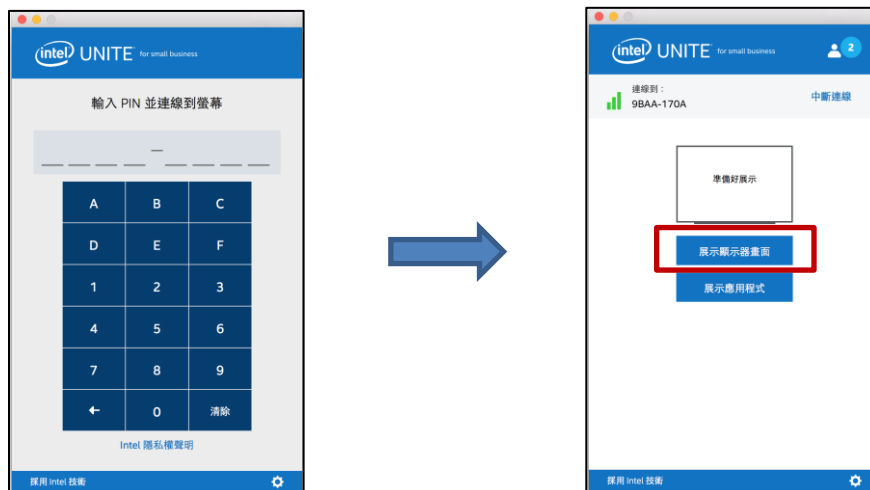 intel UNITE for small business
輸入 PIN 並連線到螢幕
_ _ _ _ – _ _ _ _
A B C
D E F
1 2 3
4 5 6
7 8 9
← 0 清除
Intel 隱私權聲明
採用 Intel 技術
intel UNITE for small business 2
連線到：
9BAA-170A
中斷連線
準備好展示
展示顯示器畫面
展示應用程式
採用 Intel 技術